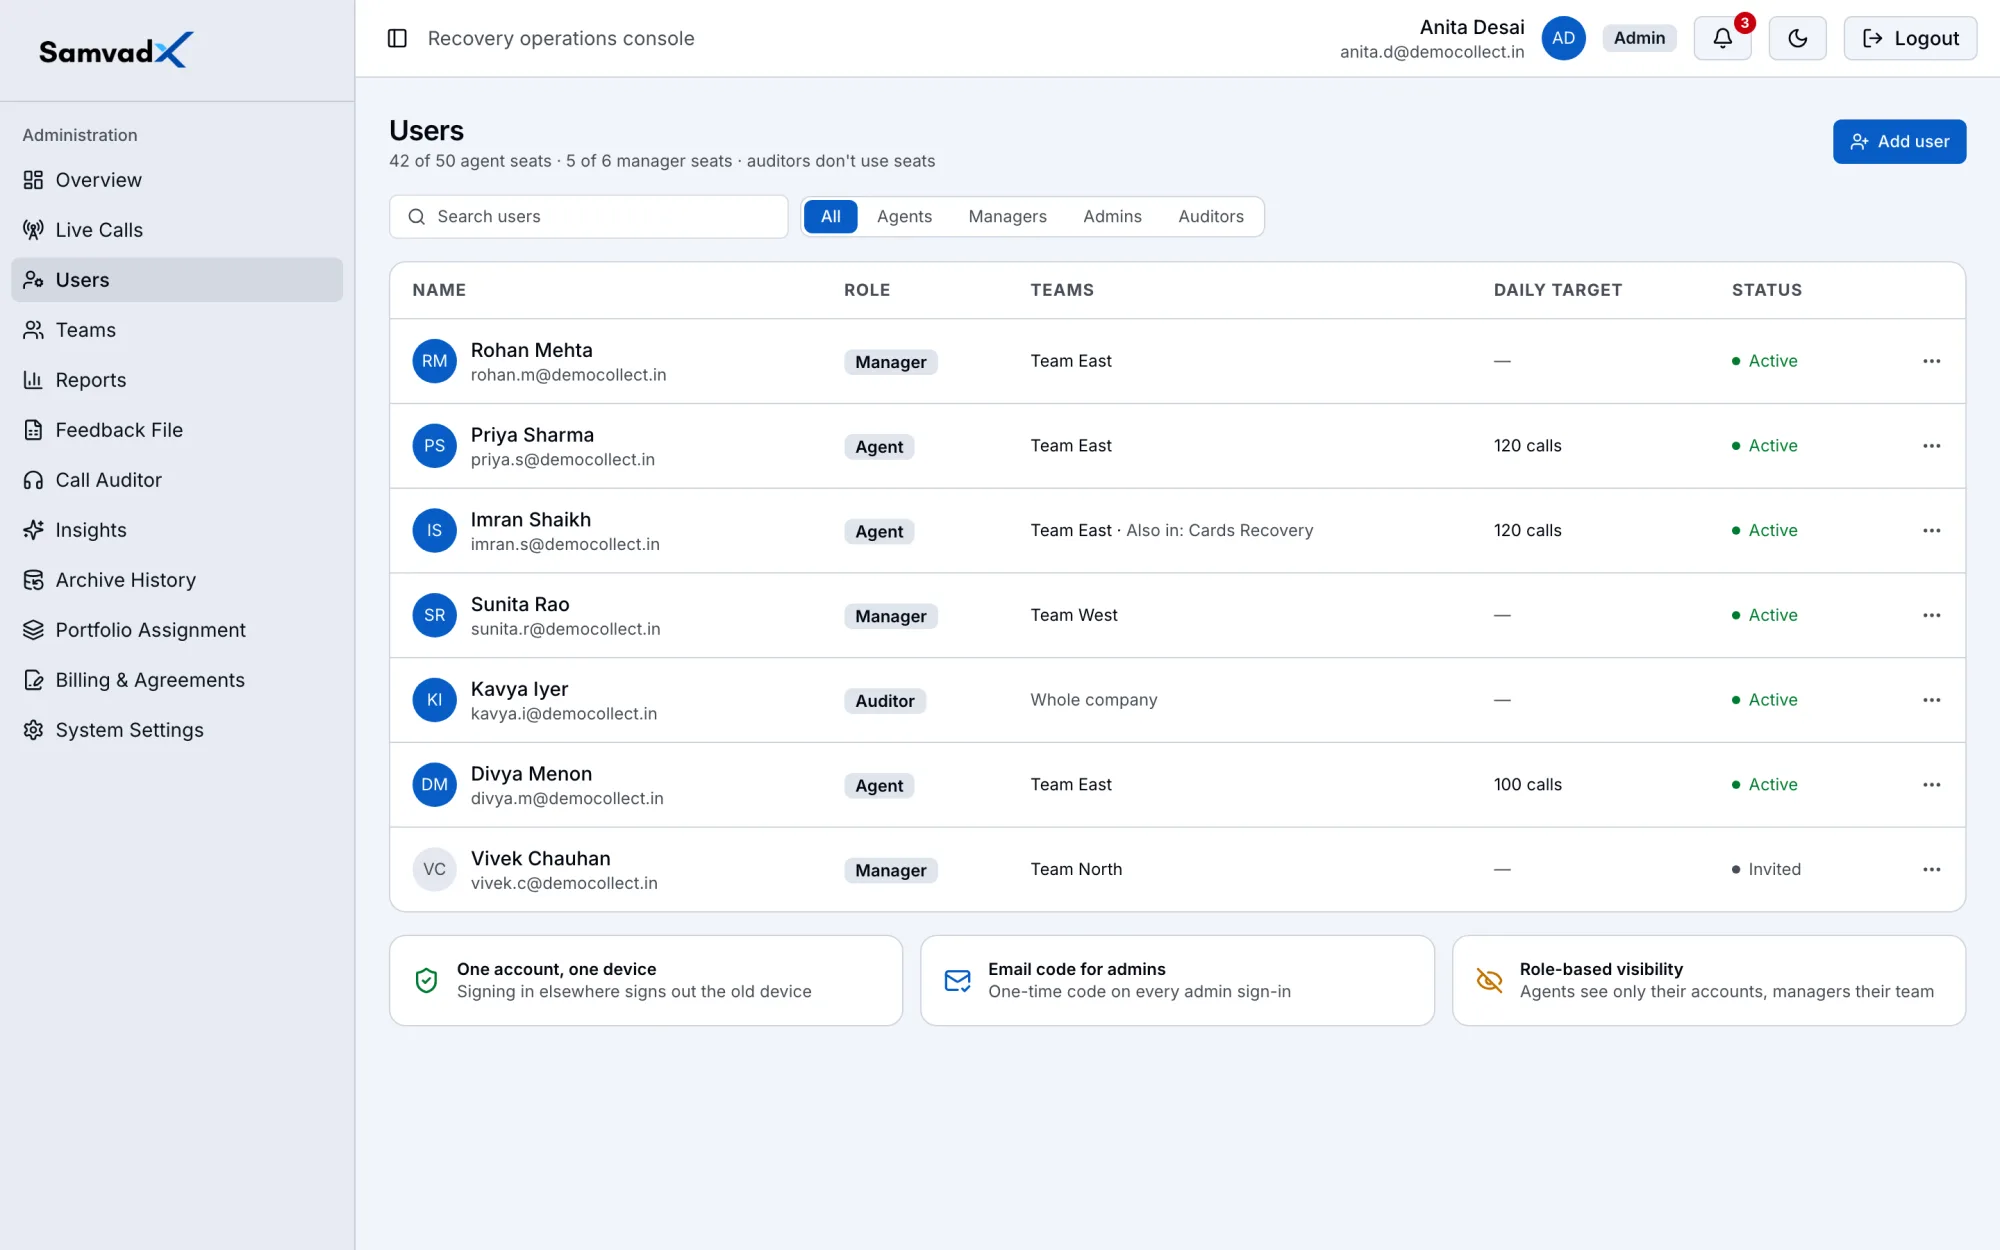 SamvadX
Recovery operations console
Anita Desai
anita.d@democollect.in
AD
Admin
3
Logout
Administration
Overview
Live Calls
Users
Teams
Reports
Feedback File
Call Auditor
Insights
Archive History
Portfolio Assignment
Billing & Agreements
System Settings
Users
42 of 50 agent seats · 5 of 6 manager seats · auditors don't use seats
Add user
Search users
All Agents Managers Admins Auditors
NAME ROLE TEAMS DAILY TARGET STATUS
RM Rohan Mehta
rohan.m@democollect.in
Manager Team East — Active
PS Priya Sharma
priya.s@democollect.in
Agent Team East 120 calls Active
IS Imran Shaikh
imran.s@democollect.in
Agent Team East · Also in: Cards Recovery 120 calls Active
SR Sunita Rao
sunita.r@democollect.in
Manager Team West — Active
KI Kavya Iyer
kavya.i@democollect.in
Auditor Whole company — Active
DM Divya Menon
divya.m@democollect.in
Agent Team East 100 calls Active
VC Vivek Chauhan
vivek.c@democollect.in
Manager Team North — Invited
One account, one device
Signing in elsewhere signs out the old device
Email code for admins
One-time code on every admin sign-in
Role-based visibility
Agents see only their accounts, managers their team